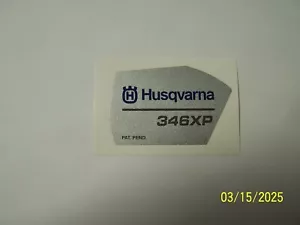 Husqvarna
346XP
PAT. PEND.
03/15/2025